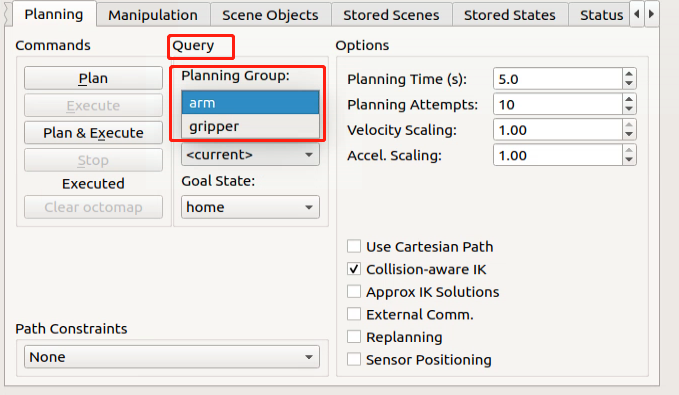 Planning Manipulation Scene Objects Stored Scenes Stored States Status
Commands
Plan
Execute
Plan & Execute
Stop
Executed
Clear octomap
Query
Planning Group:
arm
gripper
<current>
Goal State:
home
Options
Planning Time (s): 5.0
Planning Attempts: 10
Velocity Scaling: 1.00
Accel. Scaling: 1.00
Use Cartesian Path
Collision-aware IK
Approx IK Solutions
External Comm.
Replanning
Sensor Positioning
Path Constraints
None